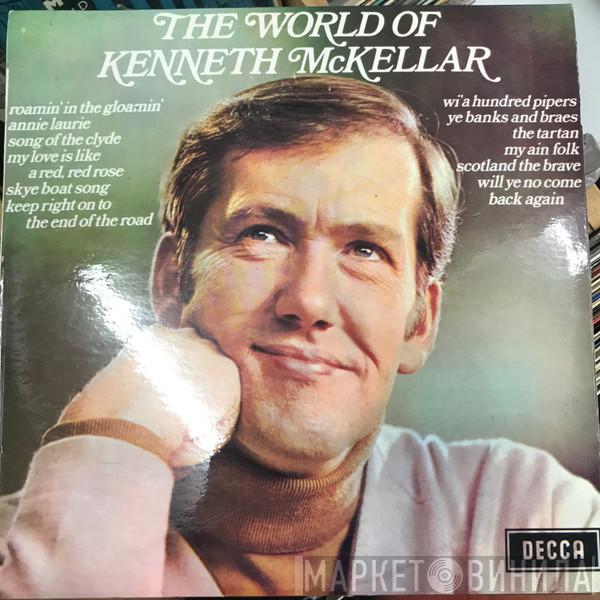 THE WORLD OF
KENNETH McKELLAR
roamin' in the gloamin'
annie laurie
song of the clyde
my love is like
a red, red rose
skye boat song
keep right on to
the end of the road
wi' a hundred pipers
ye banks and braes
the tartan
my ain folk
scotland the brave
will ye no come
back again
DECCA
МАРКЕТ ВИНИЛА